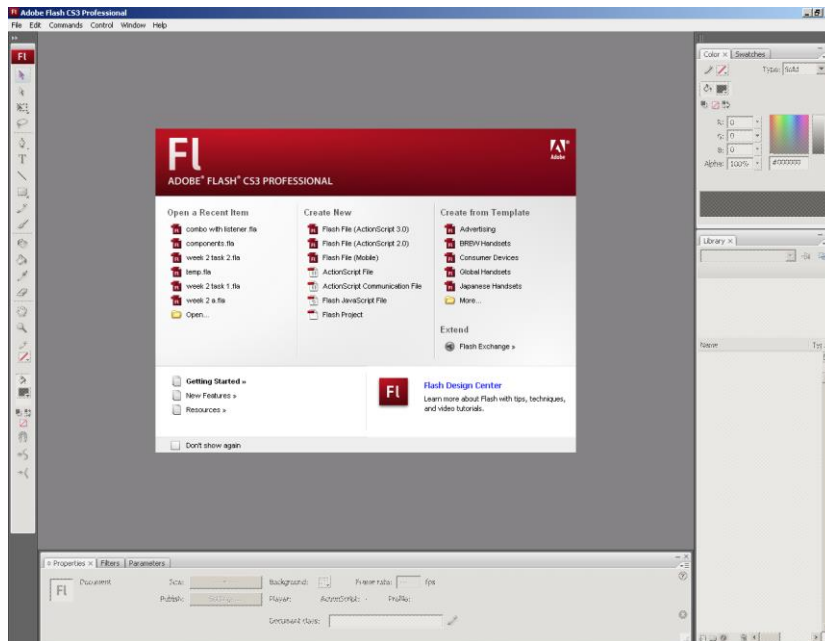 Adobe Flash CS3 Professional
File Edit Commands Control Window Help
Fl
Color × Swatches
Type: Solid
R: 0
G: 0
B: 0
Alpha: 100%
#000000
Library ×
Name
Fl
Adobe
ADOBE® FLASH® CS3 PROFESSIONAL
Open a Recent Item
combo with listener.fla
components.fla
week 2 task 2.fla
temp.fla
week 2 task 1.fla
week 2 a.fla
Open...
Create New
Flash File (ActionScript 3.0)
Flash File (ActionScript 2.0)
Flash File (Mobile)
ActionScript File
ActionScript Communication File
Flash JavaScript File
Flash Project
Create from Template
Advertising
BREW Handsets
Consumer Devices
Global Handsets
Japanese Handsets
More...
Extend
Flash Exchange »
Getting Started »
New Features »
Resources »
Fl
Flash Design Center
Learn more about Flash with tips, techniques,
and video tutorials.
Don't show again
Properties × Filters Parameters
Fl
Document Size: Background: Frame rate: fps
Publish: Player: ActionScript: Profile:
Document class: